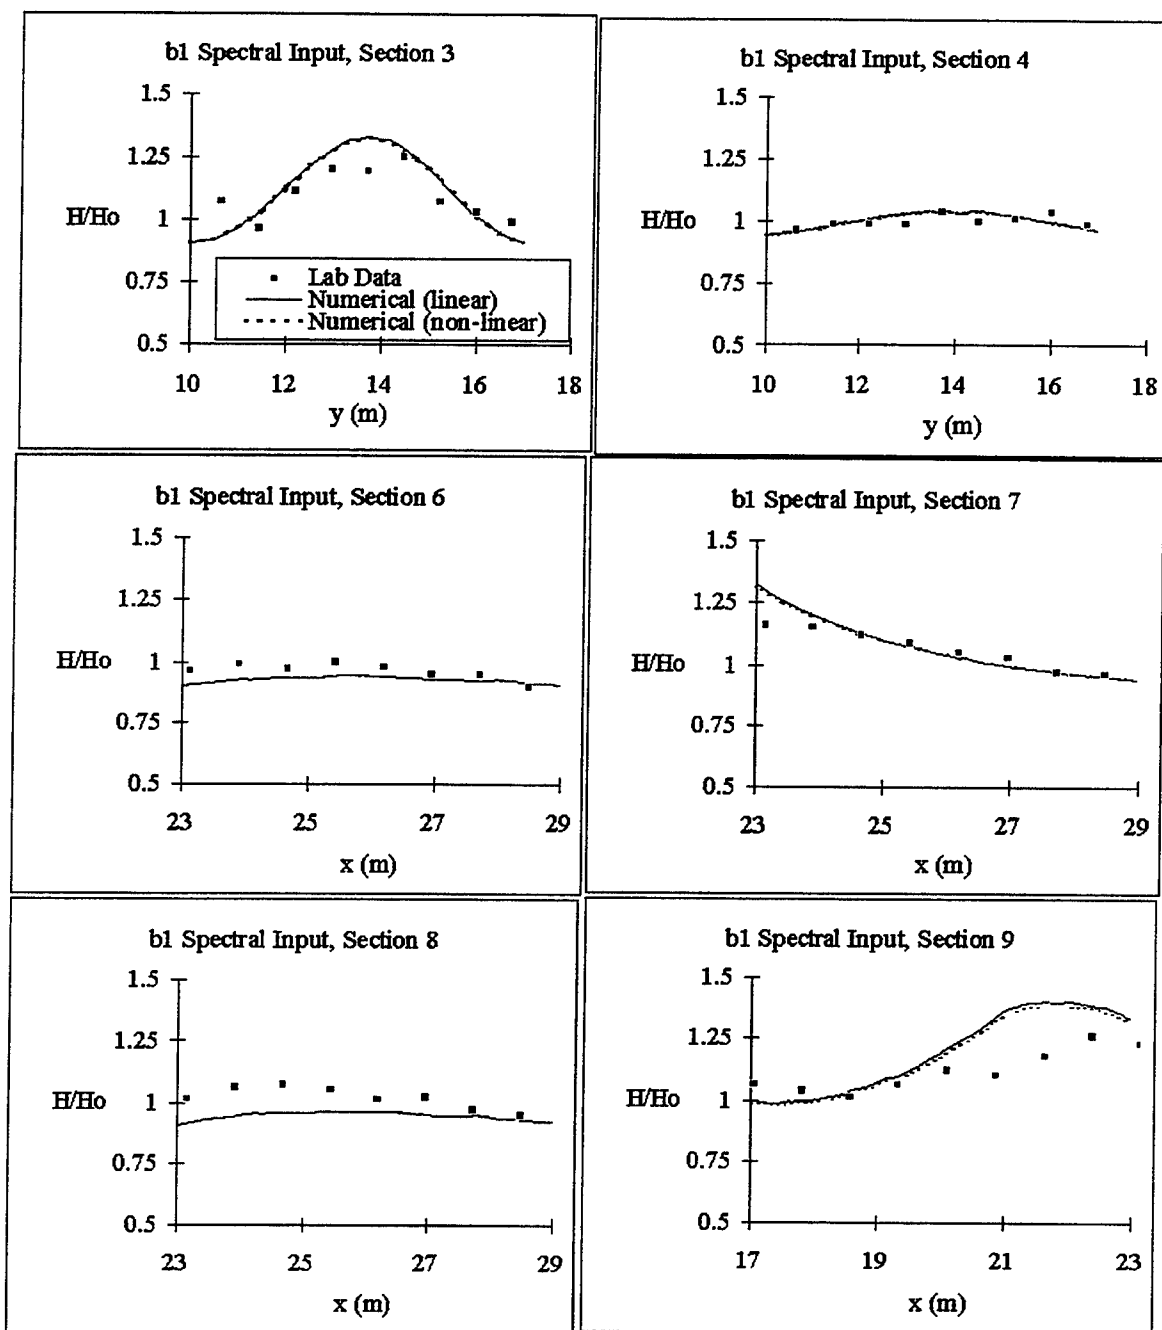 b1 Spectral Input, Section 3
1.5
1.25
H/Ho
1
0.75
0.5
Lab Data
Numerical (linear)
Numerical (non-linear)
10
12
14
16
18
y (m)
b1 Spectral Input, Section 4
1.5
1.25
H/Ho
1
0.75
0.5
10
12
14
16
18
y (m)
b1 Spectral Input, Section 6
1.5
1.25
H/Ho
1
0.75
0.5
23
25
27
29
x (m)
b1 Spectral Input, Section 7
1.5
1.25
H/Ho
1
0.75
0.5
23
25
27
29
x (m)
b1 Spectral Input, Section 8
1.5
1.25
H/Ho
1
0.75
0.5
23
25
27
29
x (m)
b1 Spectral Input, Section 9
1.5
1.25
H/Ho
1
0.75
0.5
17
19
21
23
x (m)